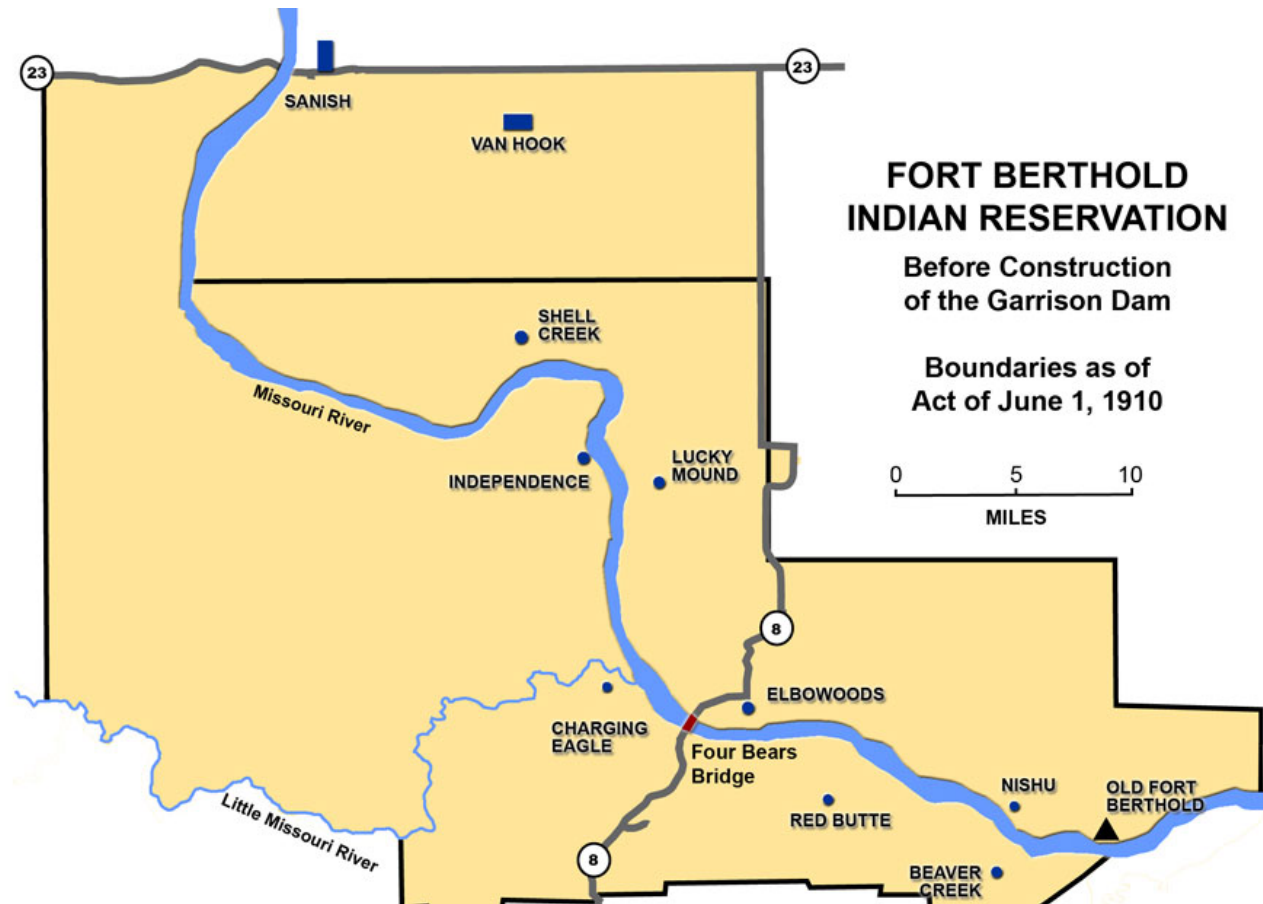 23
23
SANISH
VAN HOOK
FORT BERTHOLD
INDIAN RESERVATION
Before Construction
of the Garrison Dam
Boundaries as of
Act of June 1, 1910
SHELL
CREEK
Missouri River
INDEPENDENCE
LUCKY
MOUND
0 5 10
MILES
8
ELBOWOODS
CHARGING
EAGLE
Four Bears
Bridge
NISHU
OLD FORT
BERTHOLD
RED BUTTE
Little Missouri River
8
BEAVER
CREEK